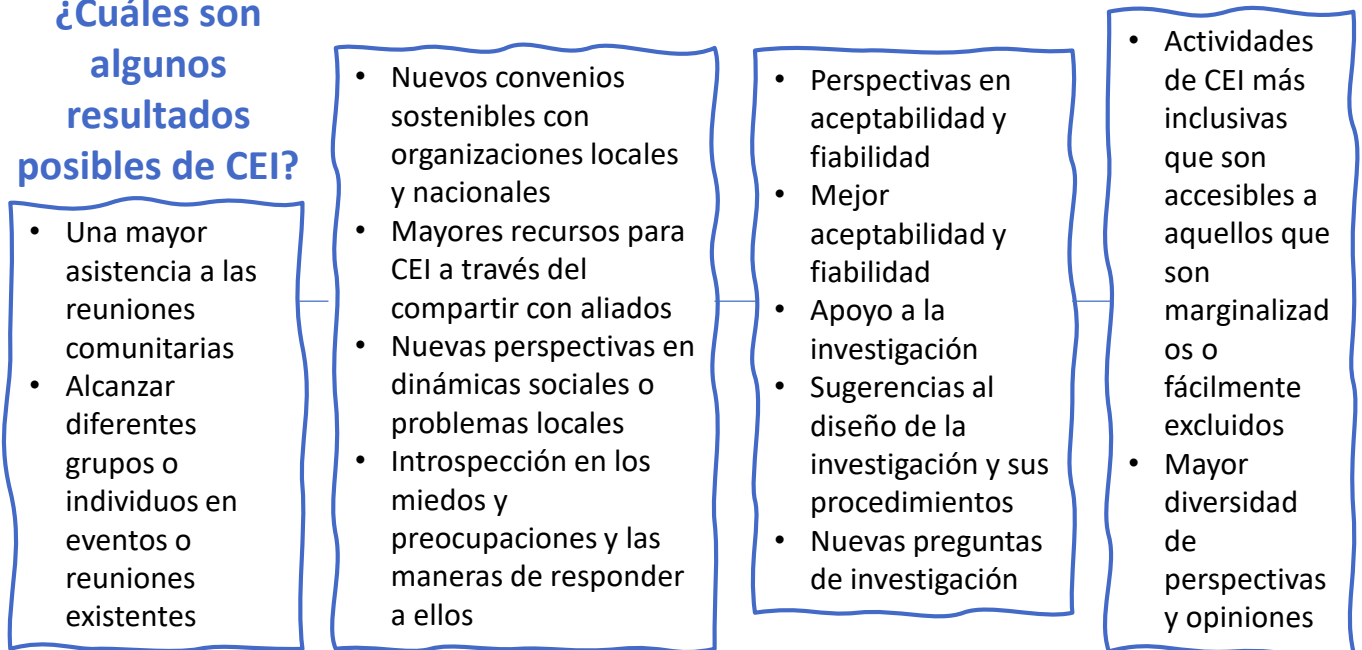 ¿Cuáles son
algunos
resultados
posibles de CEI?
• Una mayor
asistencia a las
reuniones
comunitarias
• Alcanzar
diferentes
grupos o
individuos en
eventos o
reuniones
existentes
• Nuevos convenios
sostenibles con
organizaciones locales
y nacionales
• Mayores recursos para
CEI a través del
compartir con aliados
• Nuevas perspectivas en
dinámicas sociales o
problemas locales
• Introspección en los
miedos y
preocupaciones y las
maneras de responder
a ellos
• Perspectivas en
aceptabilidad y
fiabilidad
• Mejor
aceptabilidad y
fiabilidad
• Apoyo a la
investigación
• Sugerencias al
diseño de la
investigación y sus
procedimientos
• Nuevas preguntas
de investigación
• Actividades
de CEI más
inclusivas
que son
accesibles a
aquellos que
son
marginalizad
os o
fácilmente
excluidos
• Mayor
diversidad
de
perspectivas
y opiniones